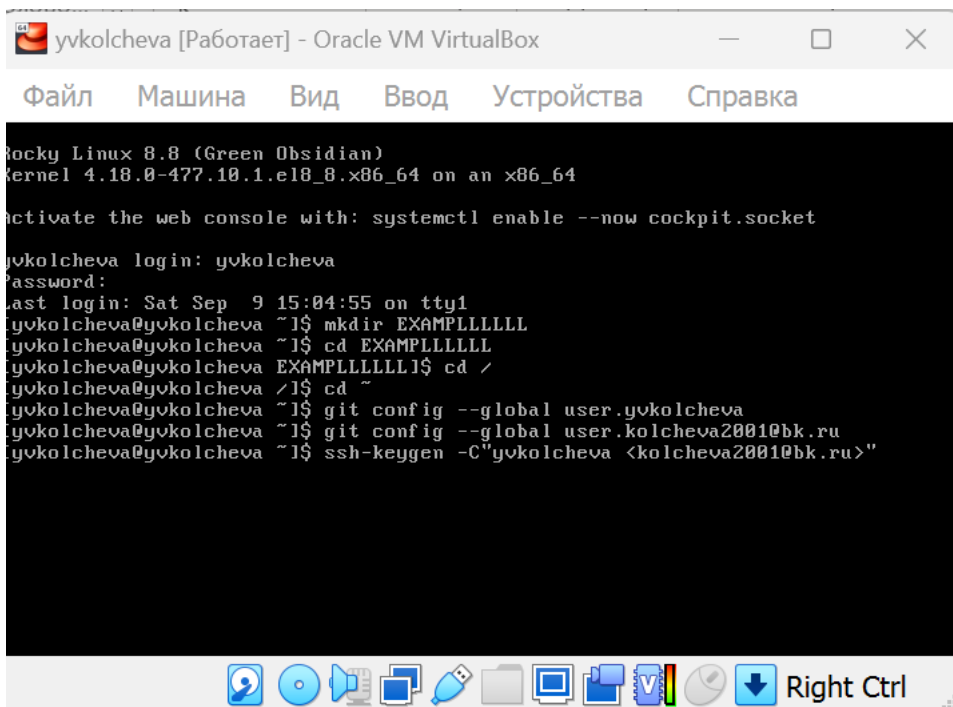 64
yvkolcheva [Работает] - Oracle VM VirtualBox
Файл Машина Вид Ввод Устройства Справка
Rocky Linux 8.8 (Green Obsidian)
Kernel 4.18.0-477.10.1.el8_8.x86_64 on an x86_64
Activate the web console with: systemctl enable --now cockpit.socket
yvkolcheva login: yvkolcheva
Password:
Last login: Sat Sep 9 15:04:55 on tty1
[yvkolcheva@yvkolcheva ~]$ mkdir EXAMPLLLLLL
[yvkolcheva@yvkolcheva ~]$ cd EXAMPLLLLLL
[yvkolcheva@yvkolcheva EXAMPLLLLLL]$ cd /
[yvkolcheva@yvkolcheva /]$ cd ~
[yvkolcheva@yvkolcheva ~]$ git config --global user.yvkolcheva
[yvkolcheva@yvkolcheva ~]$ git config --global user.kolcheva2001@bk.ru
[yvkolcheva@yvkolcheva ~]$ ssh-keygen -C"yvkolcheva <kolcheva2001@bk.ru>"
V
Right Ctrl